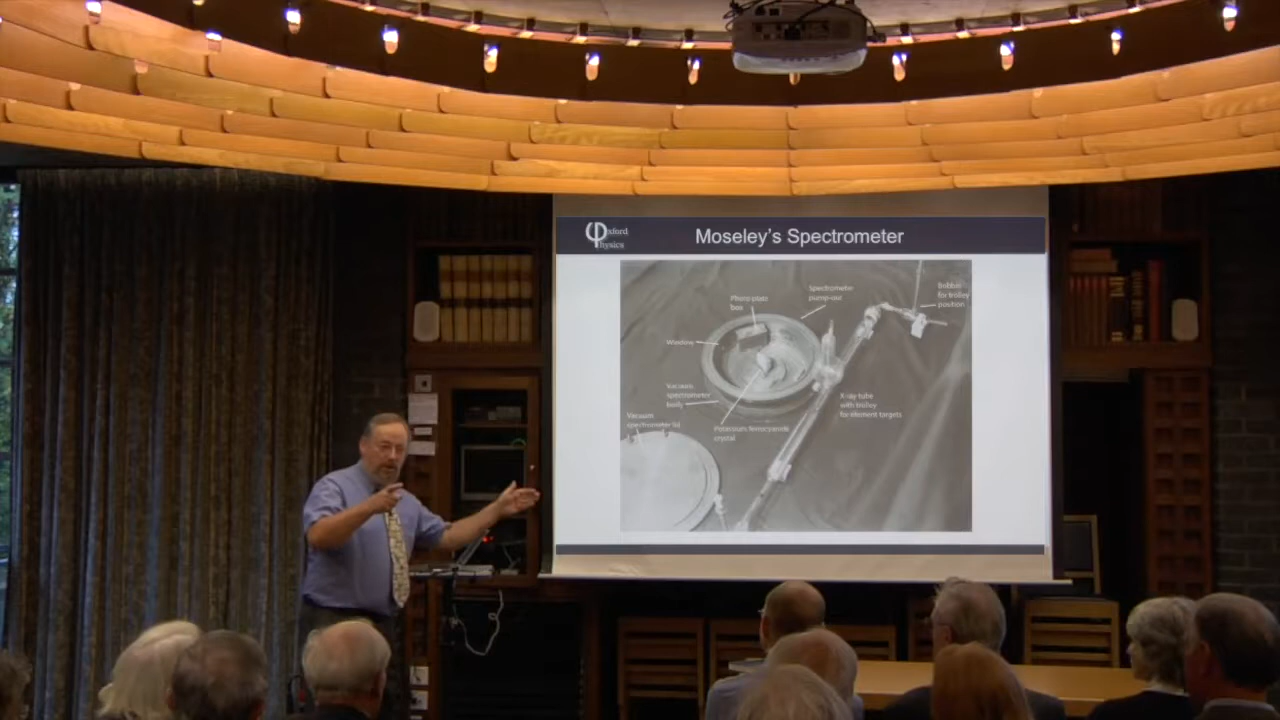 Oxford
Physics
Moseley's Spectrometer
Photo plate
box
Spectrometer
pump-out
Bobbin
for trolley
position
Window
Vacuum
spectrometer
body
X-ray tube
with trolley
for element targets
Vacuum
spectrometer lid
Potassium ferrocyanide
crystal